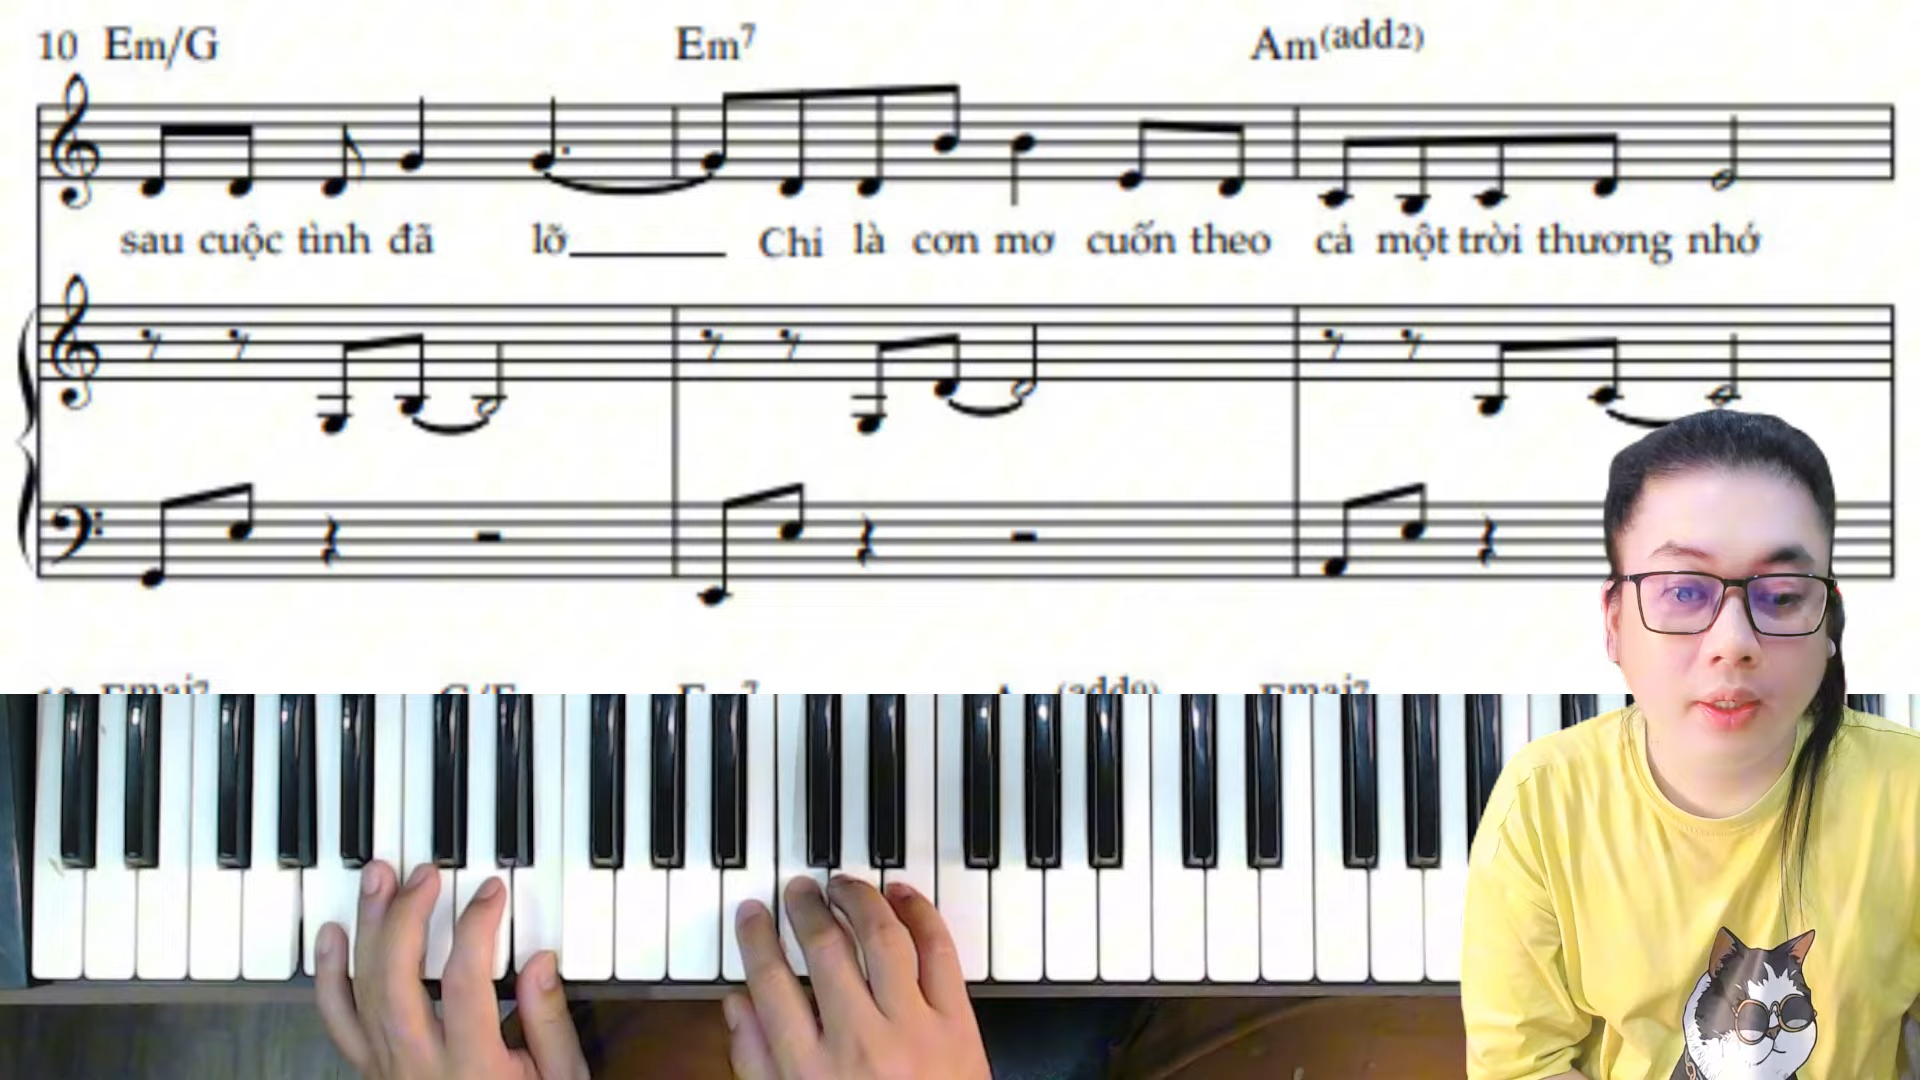 10 Em/G Em7 Am(add2)
sau cuộc tình đã lỡ Chỉ là cơn mơ cuốn theo cả một trời thương nhớ